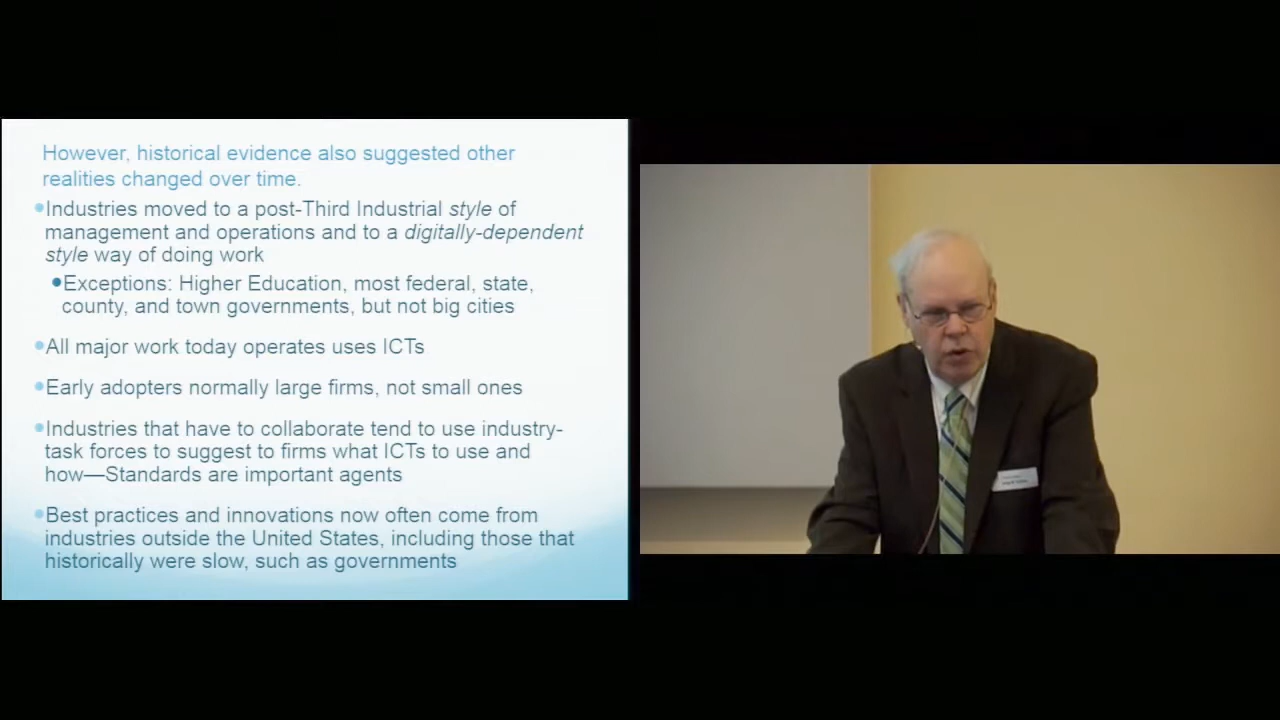 However, historical evidence also suggested other
realities changed over time.
Industries moved to a post-Third Industrial style of
management and operations and to a digitally-dependent
style way of doing work
Exceptions: Higher Education, most federal, state,
county, and town governments, but not big cities
All major work today operates uses ICTs
Early adopters normally large firms, not small ones
Industries that have to collaborate tend to use industry-
task forces to suggest to firms what ICTs to use and
how—Standards are important agents
Best practices and innovations now often come from
industries outside the United States, including those that
historically were slow, such as governments